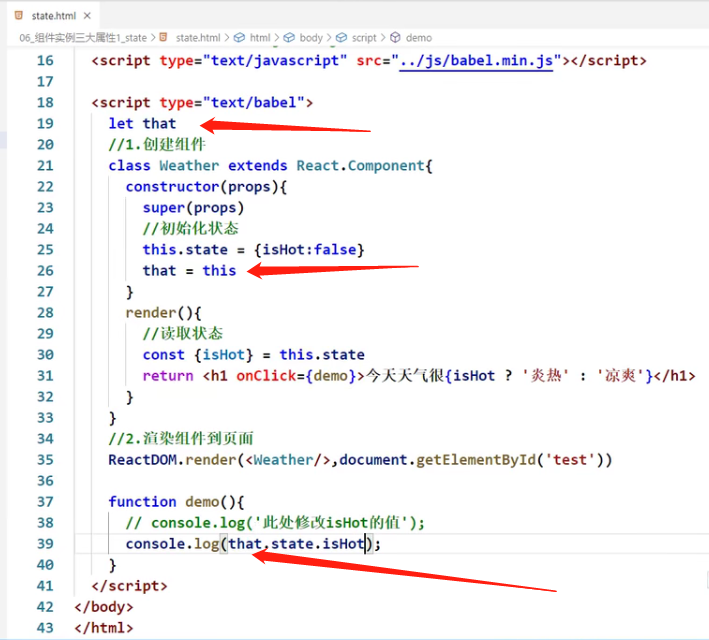 state.html ×
06_组件实例三大属性1_state > state.html > html > body > script > demo
16 <script type="text/javascript" src="../js/babel.min.js"></script>
17
18 <script type="text/babel">
19 let that
20 //1.创建组件
21 class Weather extends React.Component{
22 constructor(props){
23 super(props)
24 //初始化状态
25 this.state = {isHot:false}
26 that = this
27 }
28 render(){
29 //读取状态
30 const {isHot} = this.state
31 return <h1 onClick={demo}>今天天气很{isHot ? '炎热' : '凉爽'}</h1>
32 }
33 }
34 //2.渲染组件到页面
35 ReactDOM.render(<Weather/>,document.getElementById('test'))
36
37 function demo(){
38 // console.log('此处修改isHot的值');
39 console.log(that,state.isHot);
40 }
41 </script>
42 </body>
43 </html>